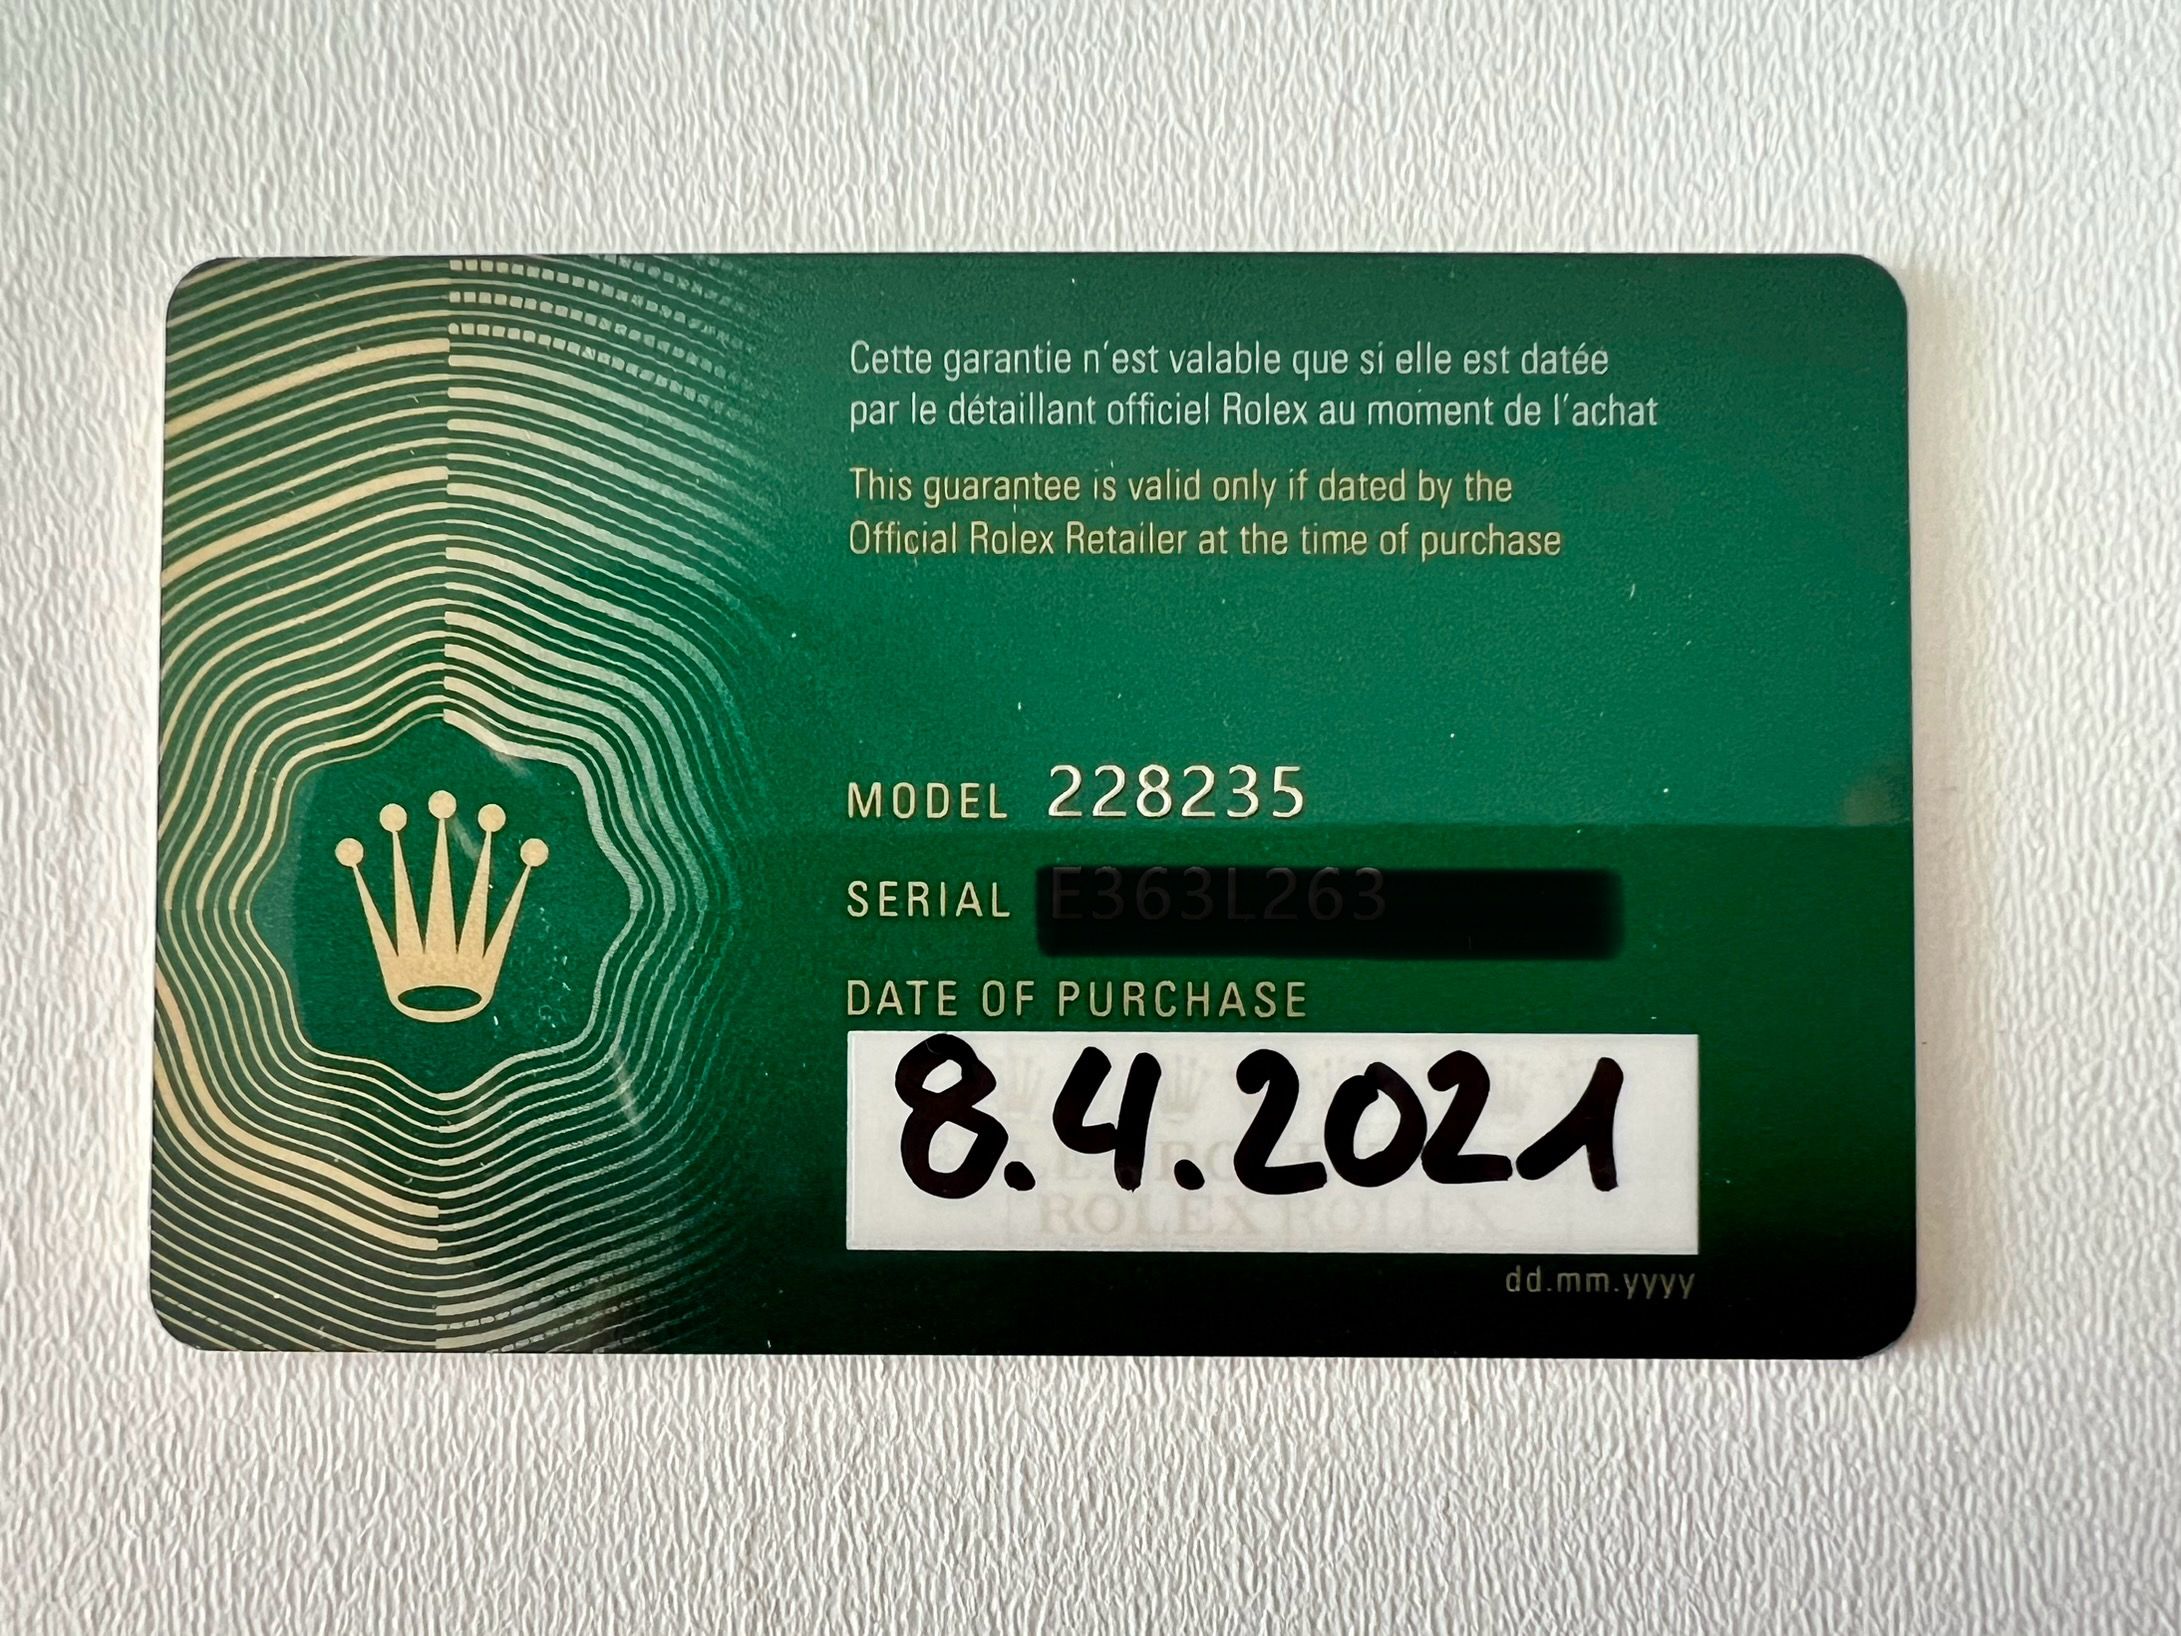 Cette garantie n'est valable que si elle est datée
par le détaillant officiel Rolex au moment de l'achat
This guarantee is valid only if dated by the
Official Rolex Retailer at the time of purchase
MODEL 228235
SERIAL
DATE OF PURCHASE
8.4.2021
ROLEX ROLEX
dd.mm.yyyy